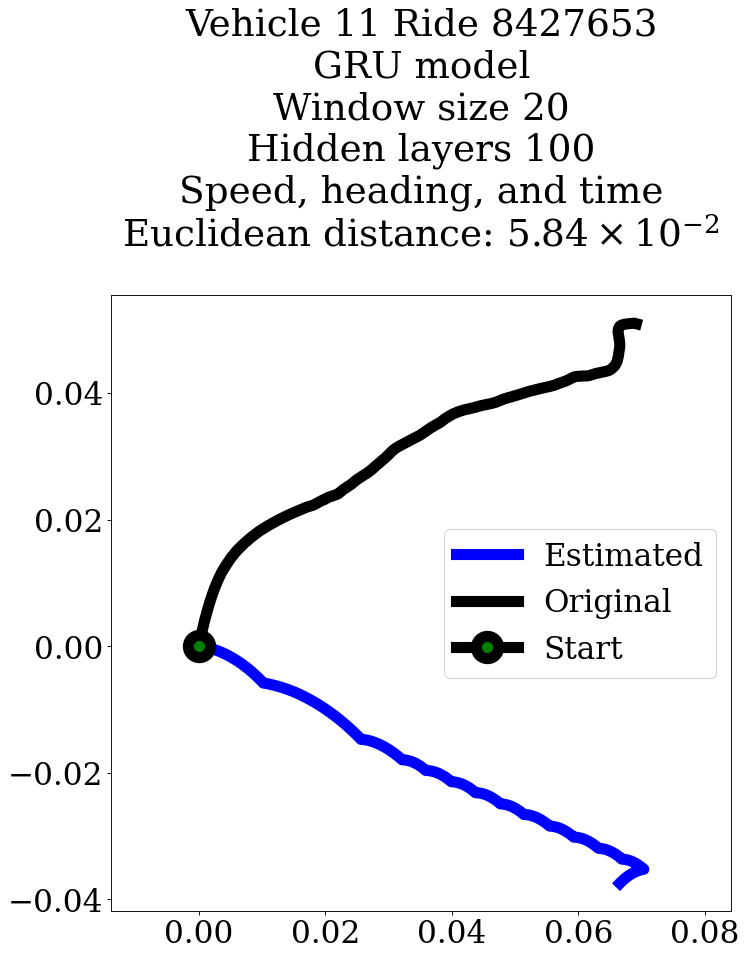 Vehicle 11 Ride 8427653
GRU model
Window size 20
Hidden layers 100
Speed, heading, and time
Euclidean distance: 5.84 × 10⁻²
0.04
0.02
0.00
−0.02
−0.04
Estimated
Original
Start
0.00 0.02 0.04 0.06 0.08